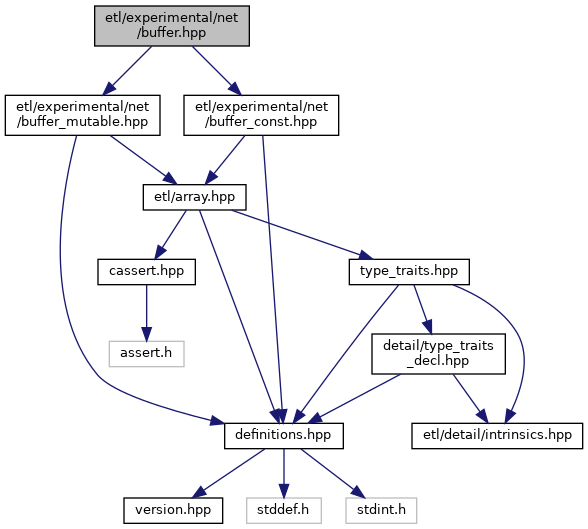 etl/experimental/net
/buffer.hpp
etl/experimental/net
/buffer_mutable.hpp
etl/experimental/net
/buffer_const.hpp
etl/array.hpp
cassert.hpp
type_traits.hpp
assert.h
detail/type_traits
_decl.hpp
definitions.hpp
etl/detail/intrinsics.hpp
version.hpp
stddef.h
stdint.h